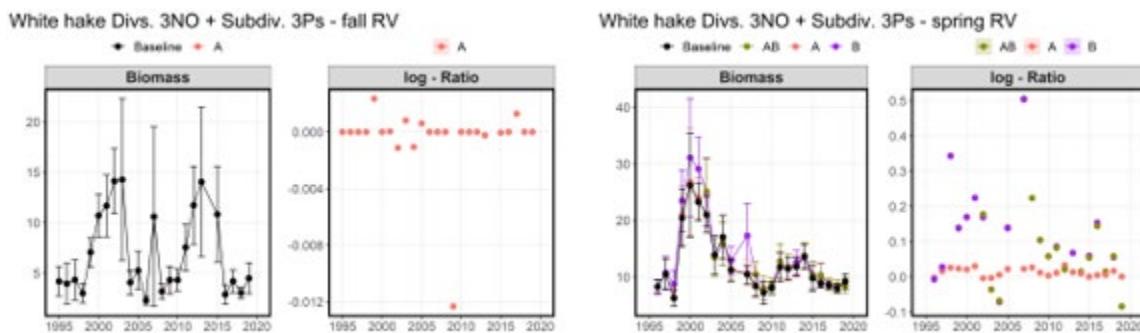 White hake Divs. 3NO + Subdiv. 3Ps - fall RV
Baseline A
A
Biomass
log - Ratio
20
15
10
5
0.000
-0.004
-0.008
-0.012
1995 2000 2005 2010 2015 2020
1995 2000 2005 2010 2015 2020
White hake Divs. 3NO + Subdiv. 3Ps - spring RV
Baseline AB A B
AB A B
Biomass
log - Ratio
40
30
20
10
0.5
0.4
0.3
0.2
0.1
0.0
-0.1
1995 2000 2005 2010 2015 2020
1995 2000 2005 2010 2015 2020